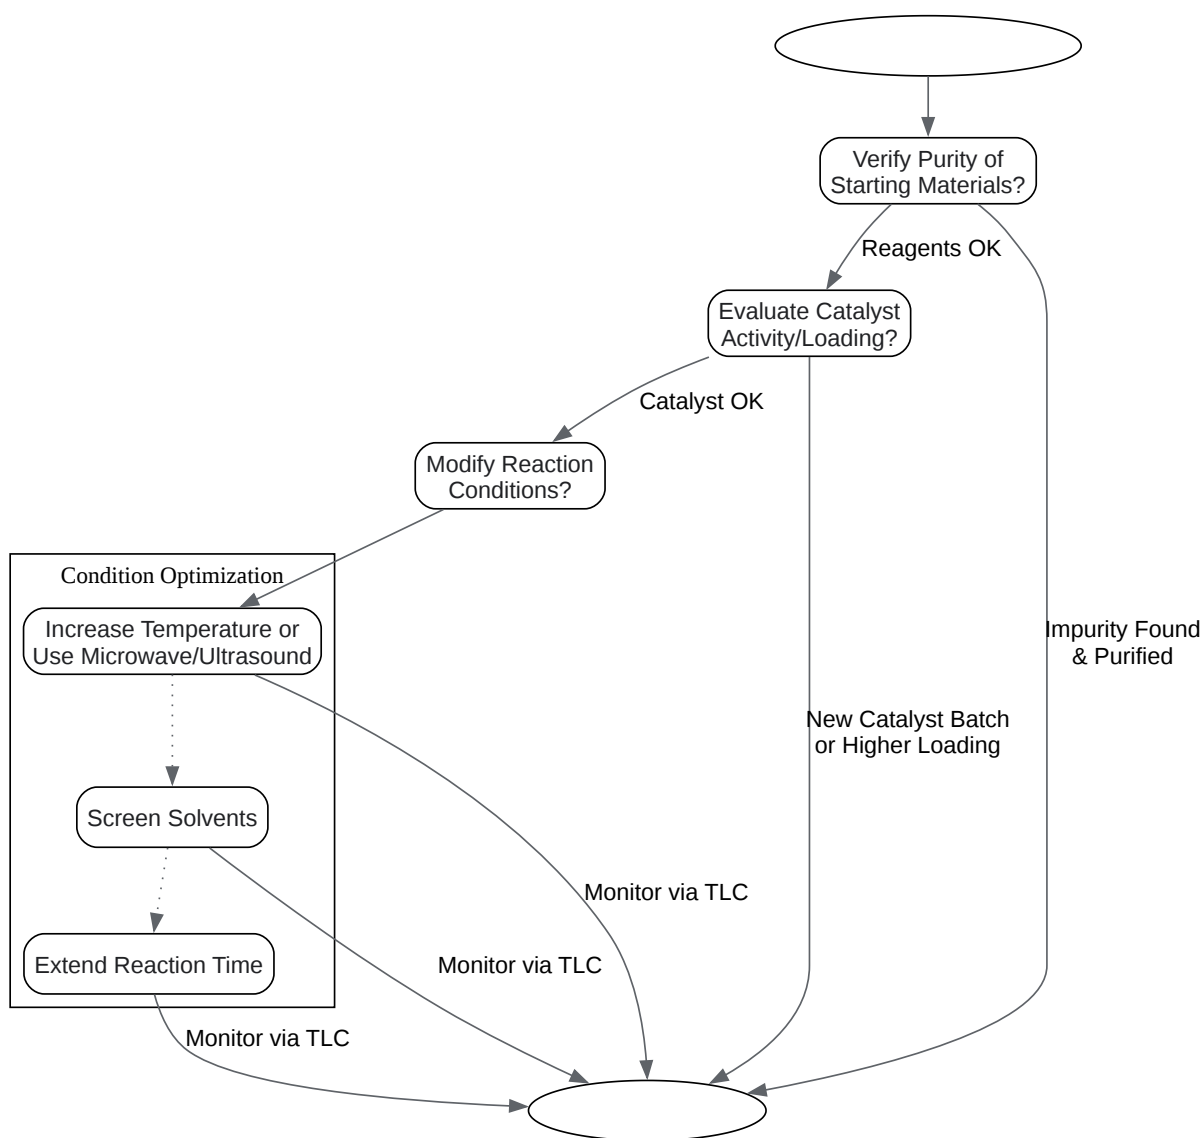 Verify Purity of
Starting Materials?
Reagents OK
Evaluate Catalyst
Activity/Loading?
Catalyst OK
Modify Reaction
Conditions?
Condition Optimization
Increase Temperature or
Use Microwave/Ultrasound
Impurity Found
& Purified
New Catalyst Batch
or Higher Loading
Screen Solvents
Monitor via TLC
Monitor via TLC
Extend Reaction Time
Monitor via TLC